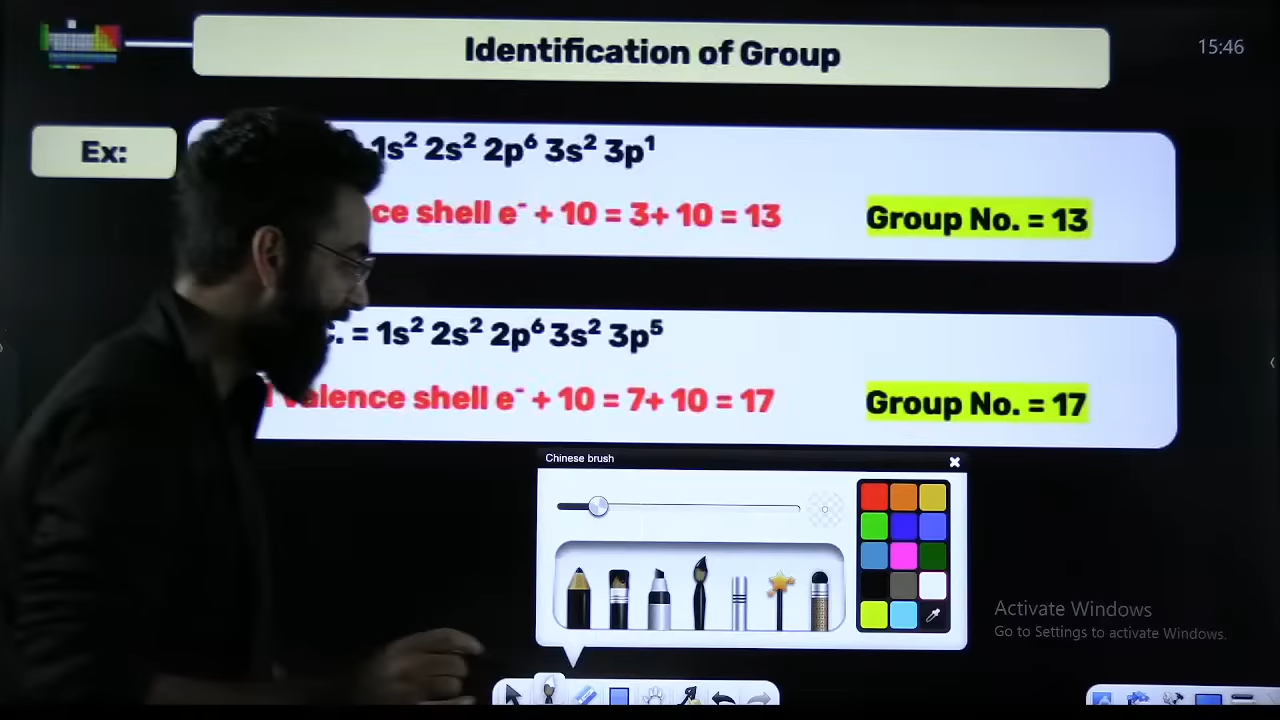 Identification of Group
15:46
Ex:
1s² 2s² 2p⁶ 3s² 3p¹
shell e⁻ + 10 = 3+ 10 = 13
Group No. = 13
= 1s² 2s² 2p⁶ 3s² 3p⁵
valence shell e⁻ + 10 = 7+ 10 = 17
Group No. = 17
Chinese brush
Activate Windows
Go to Settings to activate Windows.